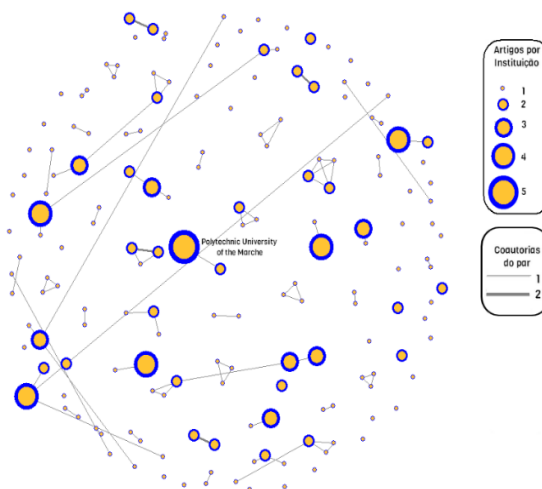 Artigos por
Instituição
1
2
3
4
5
Polytechnic University
of the Marche
Coautorias
do par
1
2